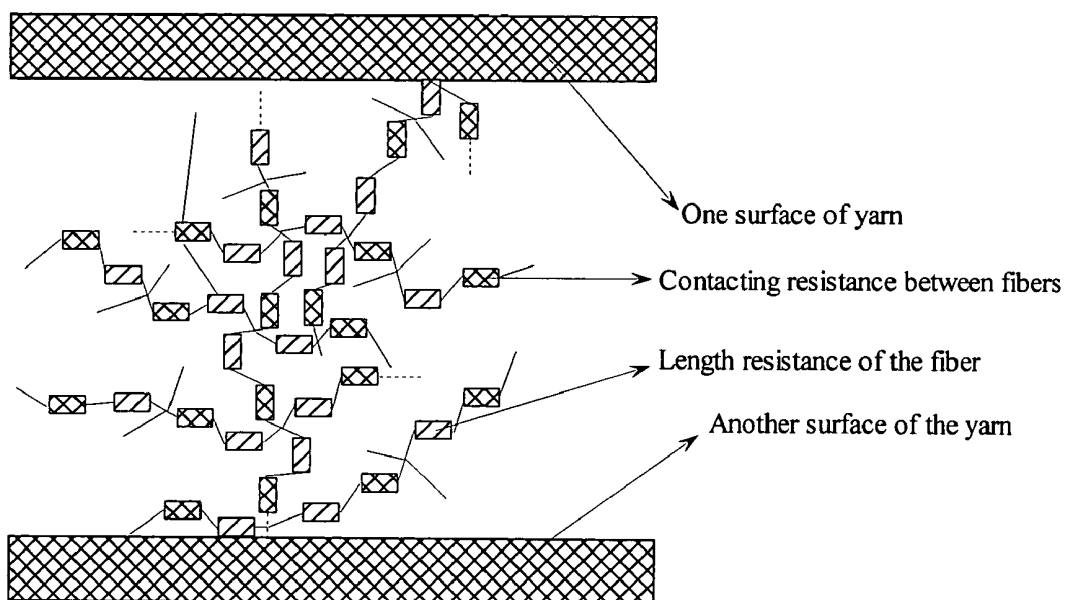 One surface of yarn
Contacting resistance between fibers
Length resistance of the fiber
Another surface of the yarn